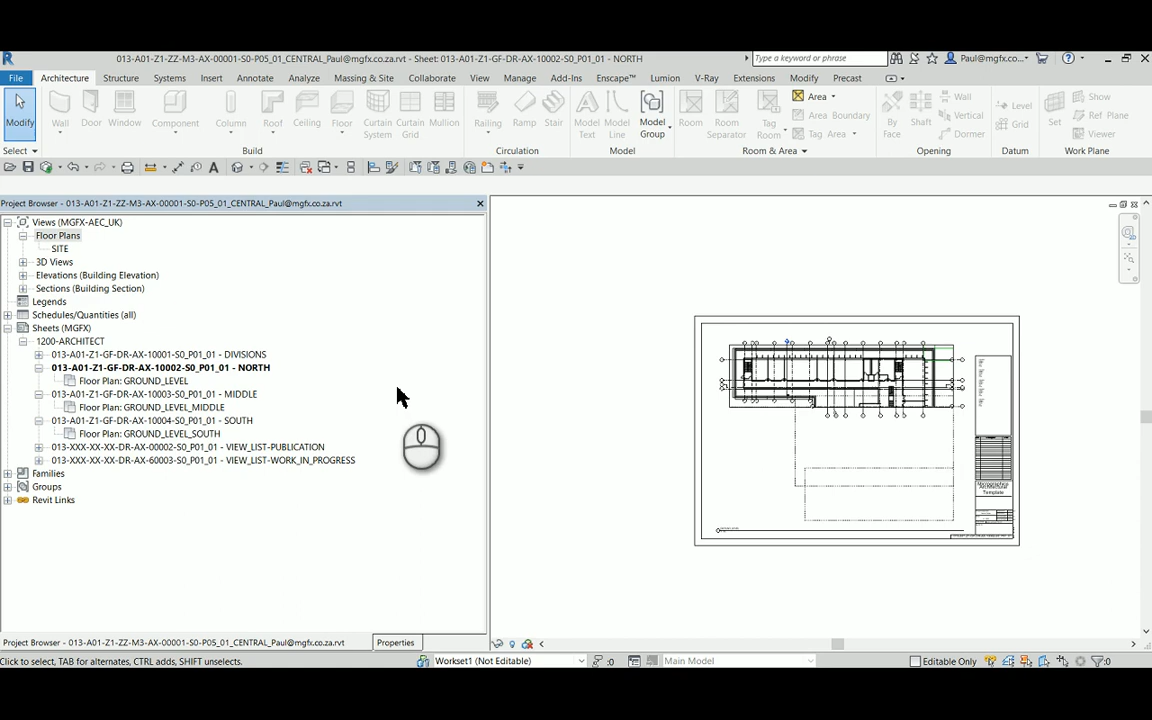 013-A01-Z1-ZZ-M3-AX-00001-S0-P05_01_CENTRAL_Paul@mgfx.co.za.rvt - Sheet: 013-A01-Z1-GF-DR-AX-10002-S0_P01_01 - NORTH
Type a keyword or phrase
Paul@mgfx.co.za...
File Architecture Structure Systems Insert Annotate Analyze Massing & Site Collaborate View Manage Add-Ins Enscape™ Lumion V-Ray Extensions Modify Precast
Modify Wall Door Window Component Column Roof Ceiling Floor Curtain System Curtain Grid Mullion Railing Ramp Stair Model Text Model Line Model Group Room Room Separator Tag Room
Area
Area Boundary
Tag Area
By Face Shaft
Wall
Vertical
Dormer
Level
Grid
Set
Show
Ref Plane
Viewer
Select Build Circulation Model Room & Area Opening Datum Work Plane
Project Browser - 013-A01-Z1-ZZ-M3-AX-00001-S0-P05_01_CENTRAL_Paul@mgfx.co.za.rvt
Views (MGFX-AEC_UK)
Floor Plans
SITE
3D Views
Elevations (Building Elevation)
Sections (Building Section)
Legends
Schedules/Quantities (all)
Sheets (MGFX)
1200-ARCHITECT
013-A01-Z1-GF-DR-AX-10001-S0_P01_01 - DIVISIONS
013-A01-Z1-GF-DR-AX-10002-S0_P01_01 - NORTH
Floor Plan: GROUND_LEVEL
013-A01-Z1-GF-DR-AX-10003-S0_P01_01 - MIDDLE
Floor Plan: GROUND_LEVEL_MIDDLE
013-A01-Z1-GF-DR-AX-10004-S0_P01_01 - SOUTH
Floor Plan: GROUND_LEVEL_SOUTH
013-XXX-XX-XX-DR-AX-00002-S0_P01_01 - VIEW_LIST-PUBLICATION
013-XXX-XX-XX-DR-AX-60003-S0_P01_01 - VIEW_LIST-WORK_IN_PROGRESS
Families
Groups
Revit Links
Architectural
Template
Project Browser - 013-A01-Z1-ZZ-M3-AX-00001-S0-P05_01_CENTRAL_Paul@mgfx.co.za.rvt
Properties
Click to select, TAB for alternates, CTRL adds, SHIFT unselects.
Workset1 (Not Editable)
:0
Main Model
Editable Only
:0